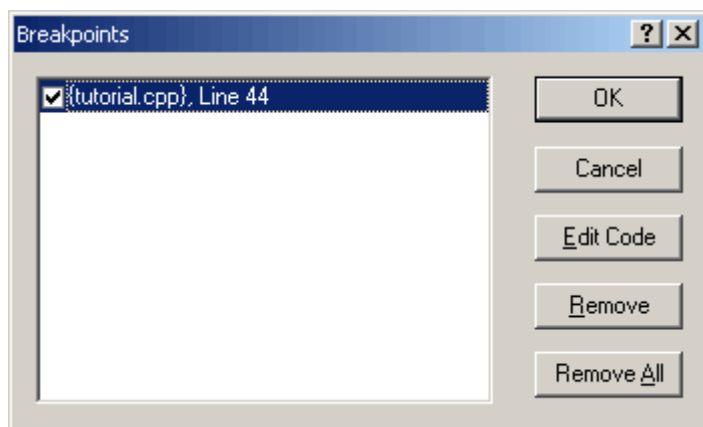 Breakpoints
{tutorial.cpp}, Line 44
OK
Cancel
Edit Code
Remove
Remove All